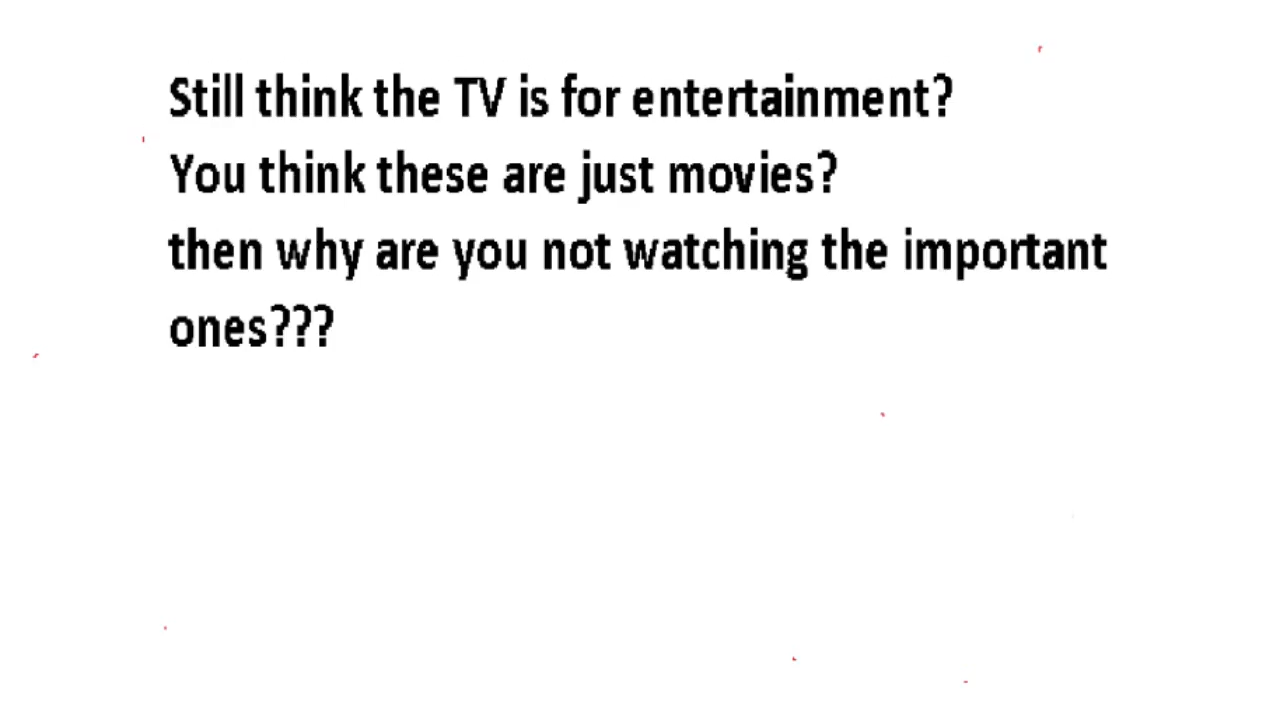 Still think the TV is for entertainment?
You think these are just movies?
then why are you not watching the important
ones???